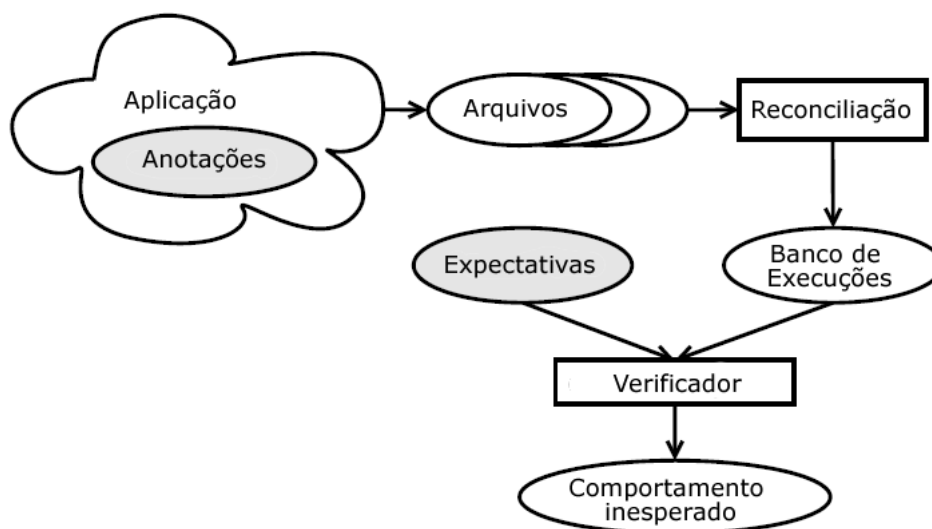 Aplicação
Anotações
Arquivos
Reconciliação
Expectativas
Banco de
Execuções
Verificador
Comportamento
inesperado